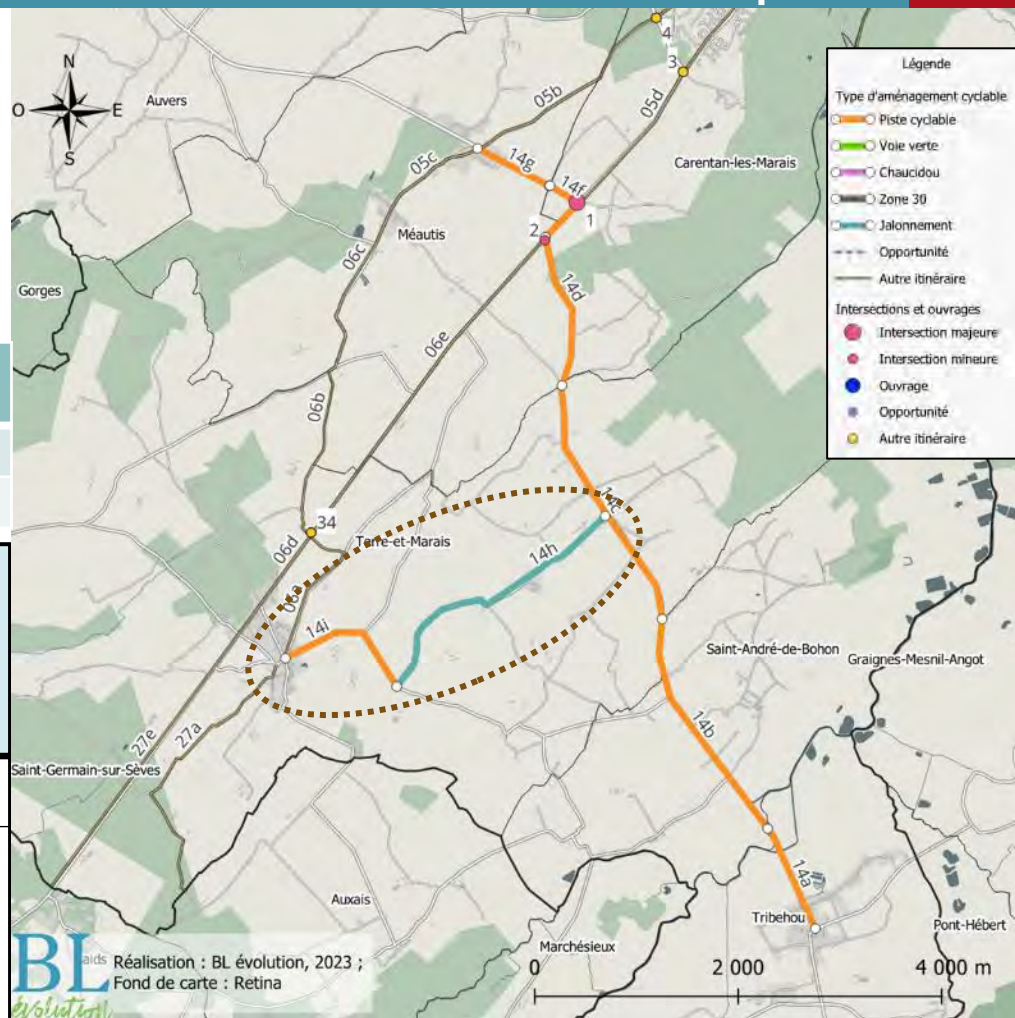 N
O
E
S
Auvers
4
3
05b
05d
05c
14g
14f
1
2
Carentan-les-Marais
Méautis
06c
14d
Gorges
06e
06b
34
14c
Terre-et-Marais
06d
14h
06a
14i
Saint-André-de-Bohon
Graignes-Mesnil-Angot
14b
27e
27a
Saint-Germain-sur-Sèves
14a
Auxais
Tribehou
Pont-Hébert
Marchésieux
Légende
Type d'aménagement cyclable
Piste cyclable
Voie verte
Chaucidou
Zone 30
Jalonnement
Opportunité
Autre itinéraire
Intersections et ouvrages
Intersection majeure
Intersection mineure
Ouvrage
Opportunité
Autre itinéraire
BL
évolution
Réalisation : BL évolution, 2023 ;
Fond de carte : Retina
0 2 000 4 000 m